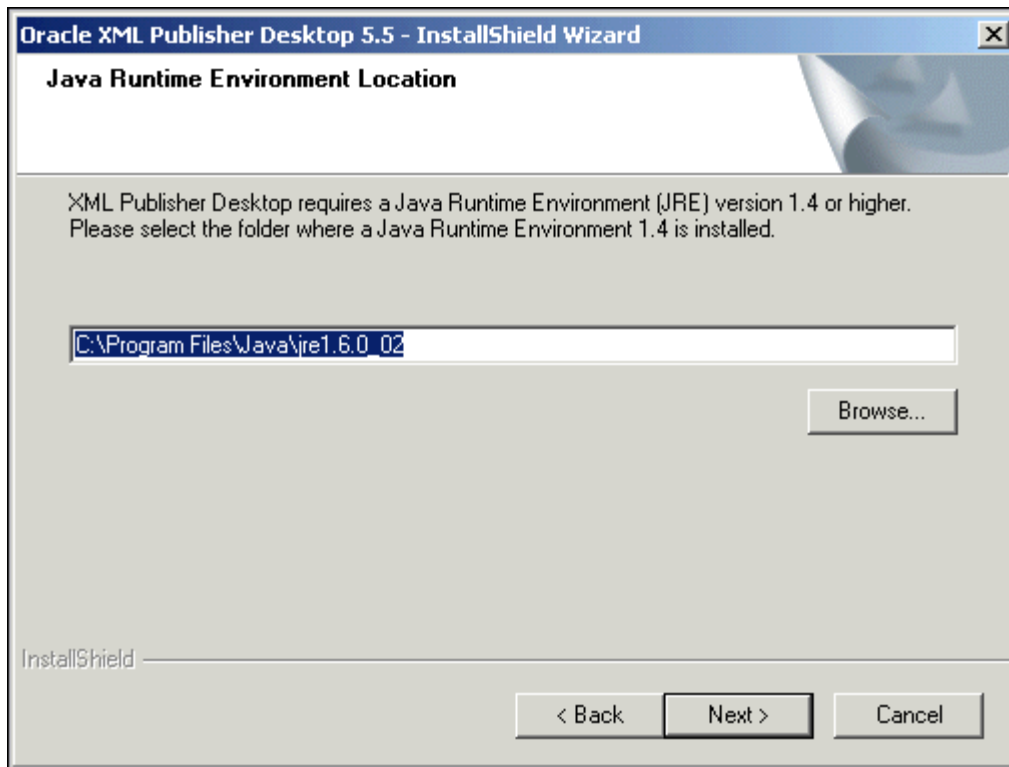 Oracle XML Publisher Desktop 5.5 - InstallShield Wizard
Java Runtime Environment Location
XML Publisher Desktop requires a Java Runtime Environment (JRE) version 1.4 or higher.
Please select the folder where a Java Runtime Environment 1.4 is installed.
C:\Program Files\Java\jre1.6.0_02
Browse...
InstallShield
< Back
Next >
Cancel